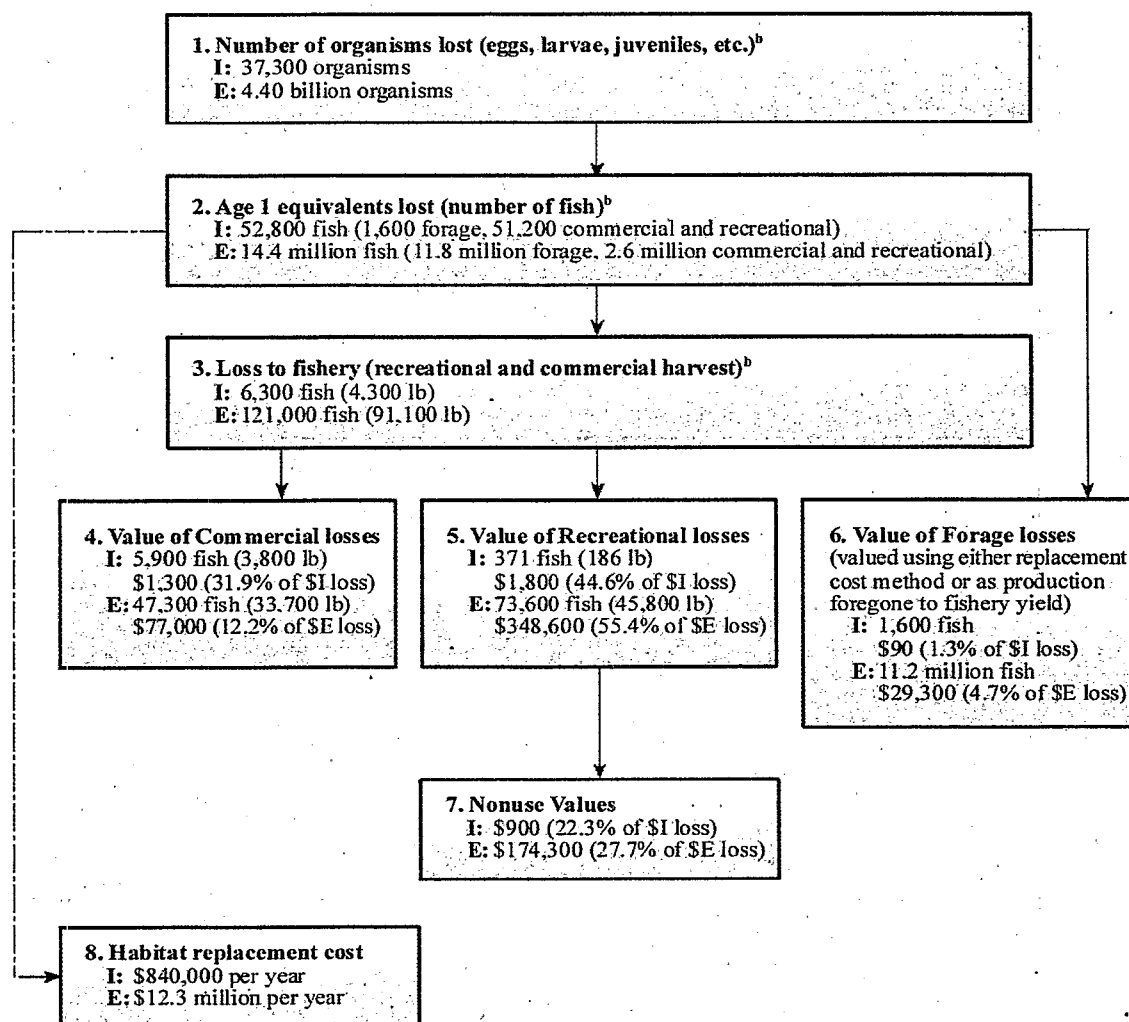 1. Number of organisms lost (eggs, larvae, juveniles, etc.)b
I: 37,300 organisms
E: 4.40 billion organisms
2. Age 1 equivalents lost (number of fish)b
I: 52,800 fish (1,600 forage, 51,200 commercial and recreational)
E: 14.4 million fish (11.8 million forage, 2.6 million commercial and recreational)
3. Loss to fishery (recreational and commercial harvest)b
I: 6,300 fish (4,300 lb)
E: 121,000 fish (91,100 lb)
4. Value of Commercial losses
I: 5,900 fish (3,800 lb)
$1,300 (31.9% of $I loss)
E: 47,300 fish (33,700 lb)
$77,000 (12.2% of $E loss)
5. Value of Recreational losses
I: 371 fish (186 lb)
$1,800 (44.6% of $I loss)
E: 73,600 fish (45,800 lb)
$348,600 (55.4% of $E loss)
6. Value of Forage losses
(valued using either replacement
cost method or as production
foregone to fishery yield)
I: 1,600 fish
$90 (1.3% of $I loss)
E: 11.2 million fish
$29,300 (4.7% of $E loss)
7. Nonuse Values
I: $900 (22.3% of $I loss)
E: $174,300 (27.7% of $E loss)
8. Habitat replacement cost
I: $840,000 per year
E: $12.3 million per year